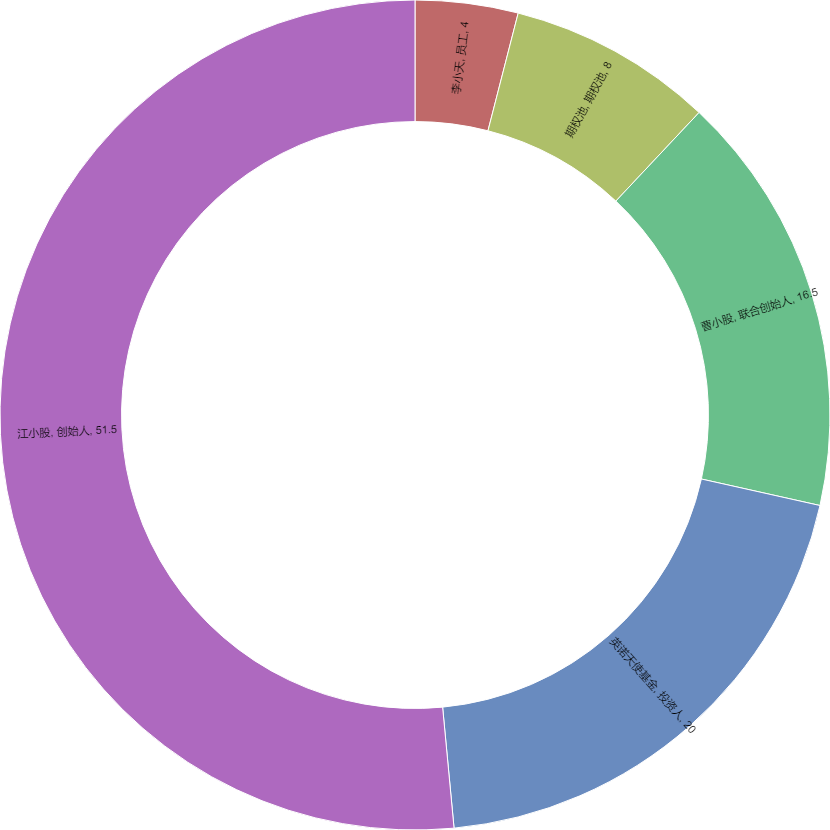 李小天, 员工, 4
期权池, 期权池, 8
曹小股, 联合创始人, 16.5
英诺天使基金, 投资人, 20
江小股, 创始人, 51.5